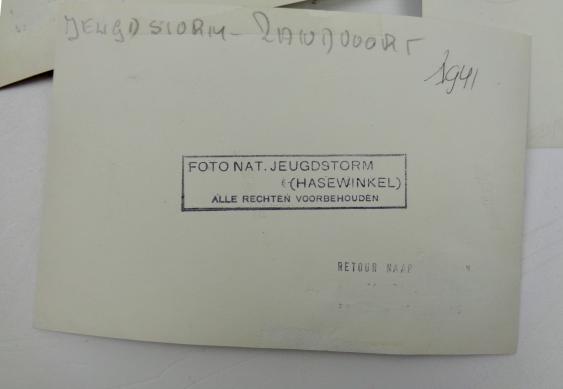 JEUGDSTORM - ZANDVOORT
1941
FOTO NAT. JEUGDSTORM
(HASEWINKEL)
ALLE RECHTEN VOORBEHOUDEN
RETOUR NAAR